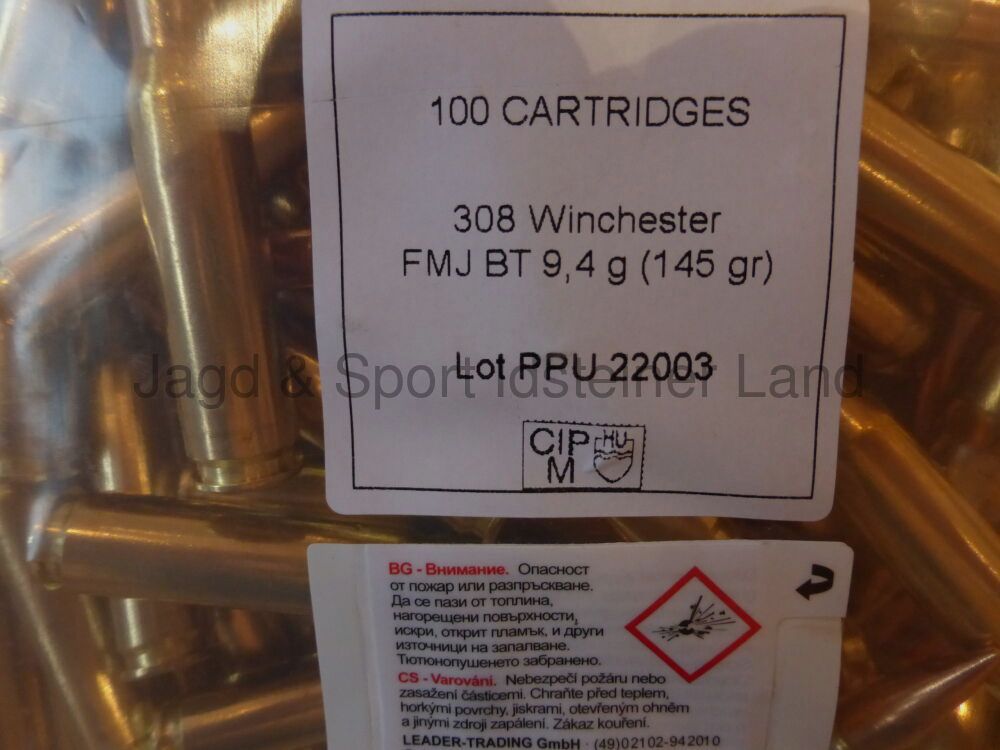 100 CARTRIDGES
308 Winchester
FMJ BT 9,4 g (145 gr)
Lot PPU 22003
Jagd & Sport Idsteiner Land
CIP HU
M
BG - Внимание. Опасност
от пожар или разпръскване.
Да се пази от топлина,
нагорещени повърхности,
искри, открит пламък, и други
източници на запалване.
Тютюнопушенето забранено.
CS - Varování. Nebezpečí požáru nebo
zasažení částicemi. Chraňte před teplem,
horkými povrchy, jiskrami, otevřeným ohněm
a jinými zdroji zapálení. Zákaz kouření.
LEADER-TRADING GmbH · (49)02102-942010